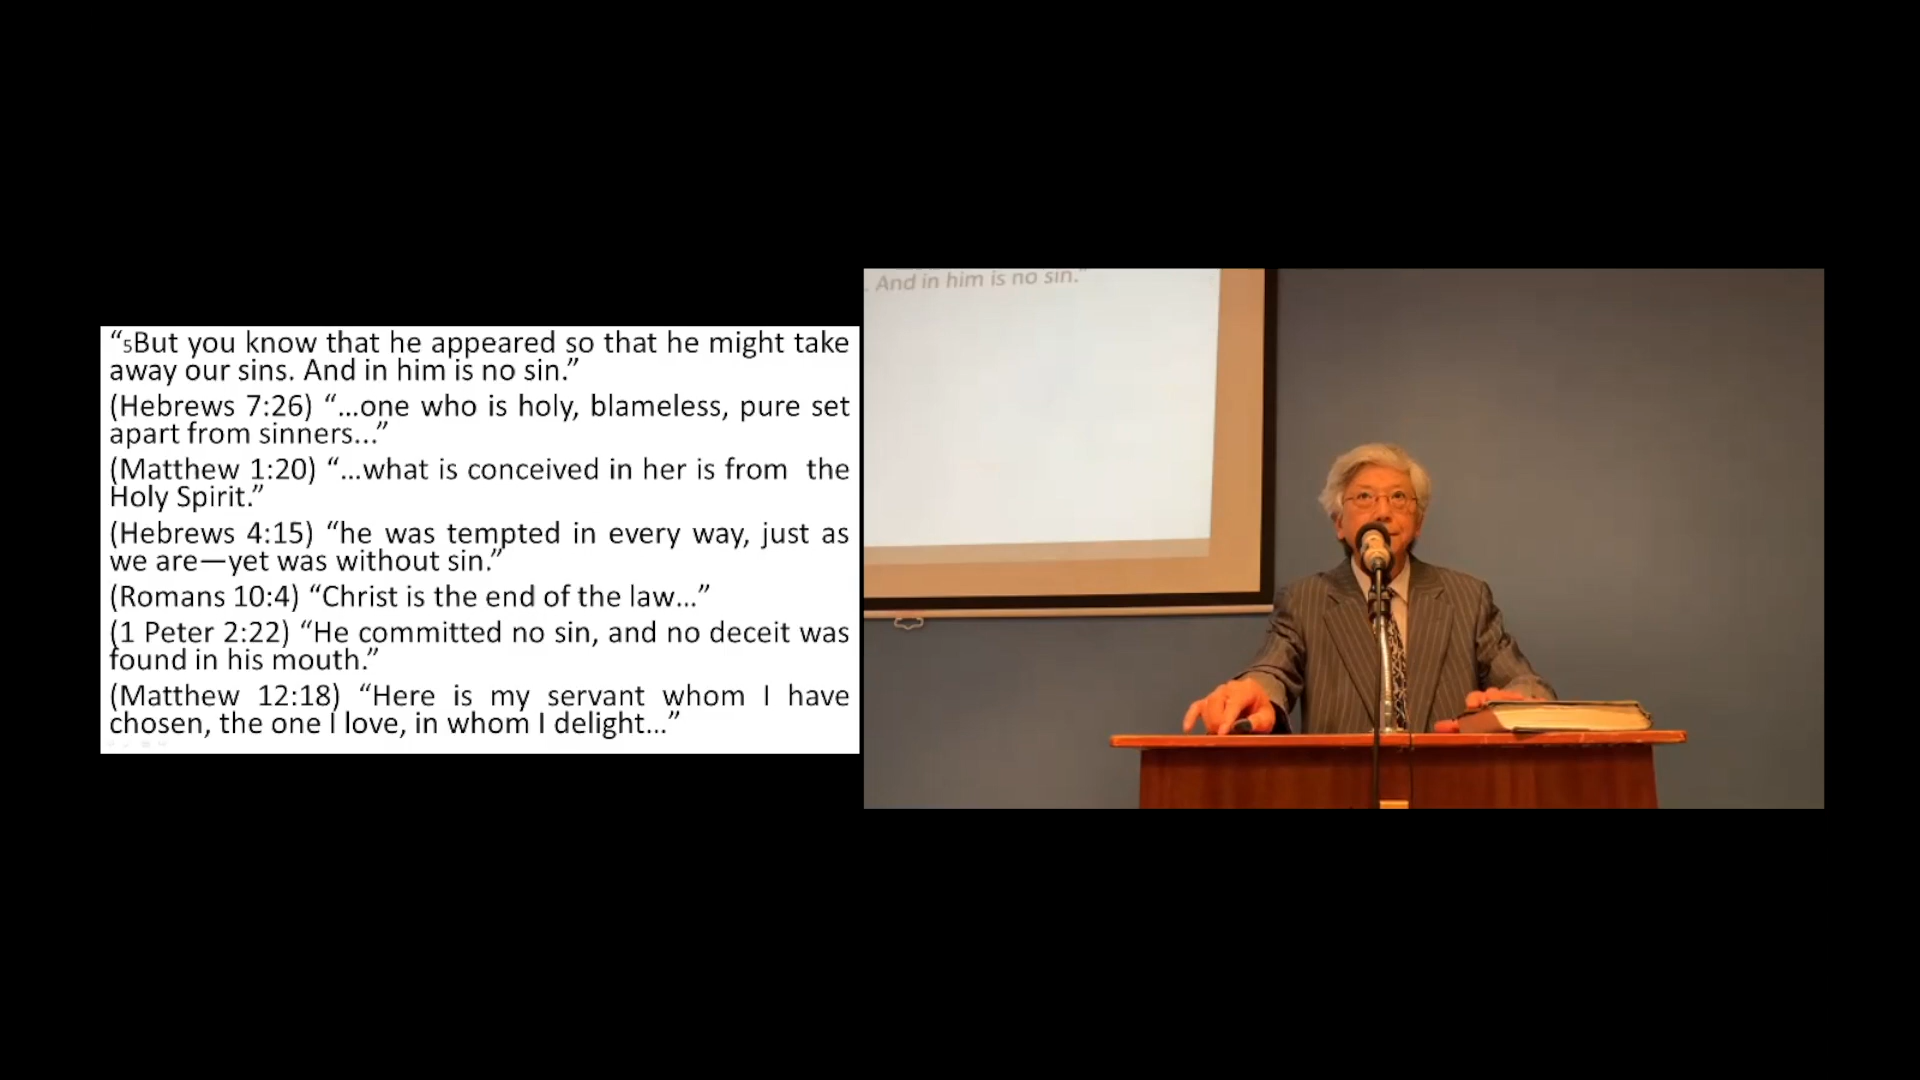 “5But you know that he appeared so that he might take
away our sins. And in him is no sin.”
(Hebrews 7:26) “...one who is holy, blameless, pure set
apart from sinners...”
(Matthew 1:20) “...what is conceived in her is from the
Holy Spirit.”
(Hebrews 4:15) “he was tempted in every way, just as
we are—yet was without sin.”
(Romans 10:4) “Christ is the end of the law...”
(1 Peter 2:22) “He committed no sin, and no deceit was
found in his mouth.”
(Matthew 12:18) “Here is my servant whom I have
chosen, the one I love, in whom I delight...”
. And in him is no sin.”